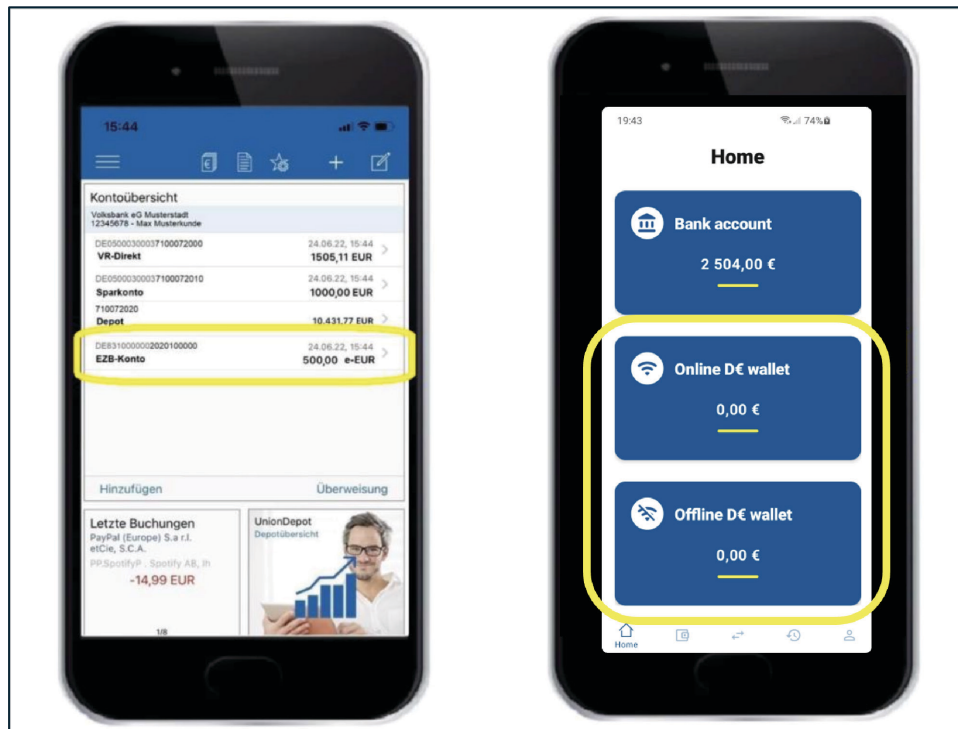 15:44
Kontoübersicht
Volksbank eG Musterstadt
12345678 - Max Musterkunde
DE05000300037100072000 24.06.22, 15:44
VR-Direkt 1505,11 EUR
DE05000300037100072010 24.06.22, 15:44
Sparkonto 1000,00 EUR
710072020
Depot 10.431,77 EUR
DE831000002020100000 24.06.22, 15:44
EZB-Konto 500,00 e-EUR
Hinzufügen Überweisung
Letzte Buchungen
PayPal (Europe) S.a r.l.
etCie, S.C.A.
PP.SpotifyP . Spotify AB, Ih
-14,99 EUR
1/8
UnionDepot
Depotübersicht
19:43 74%
Home
Bank account
2 504,00 €
Online D€ wallet
0,00 €
Offline D€ wallet
0,00 €
Home